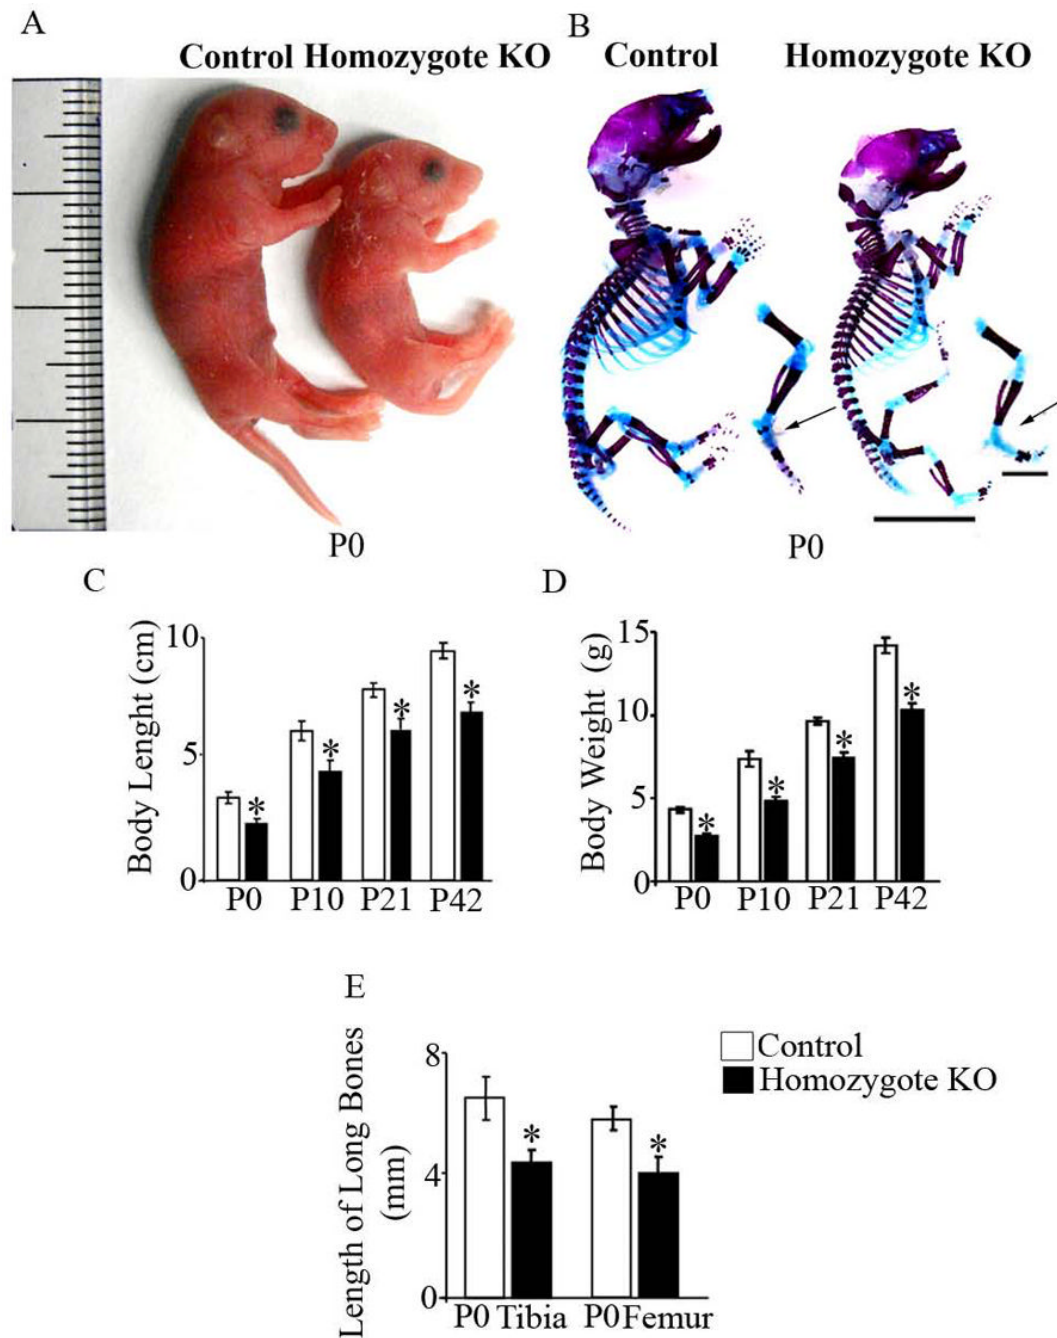 A
B
Control Homozygote KO
Control
Homozygote KO
P0
P0
C
D
Body Lenght (cm)
10
5
0
P0 P10 P21 P42
Body Weight (g)
15
10
5
0
P0 P10 P21 P42
* * * *
* * * *
E
Length of Long Bones
(mm)
8
4
0
* *
P0 Tibia P0 Femur
Control
Homozygote KO